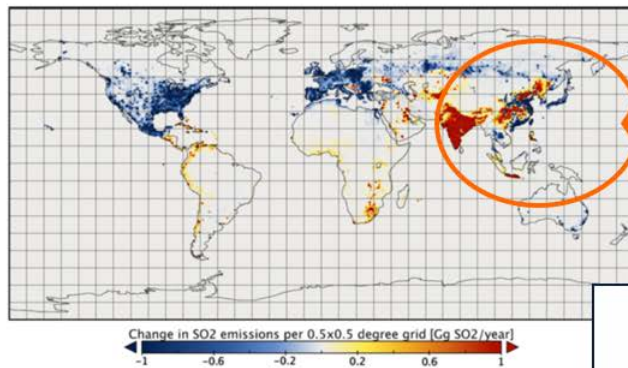 Change in SO2 emissions per 0.5x0.5 degree grid [Gg SO2/year]
-1 -0.6 -0.2 0.2 0.6 1